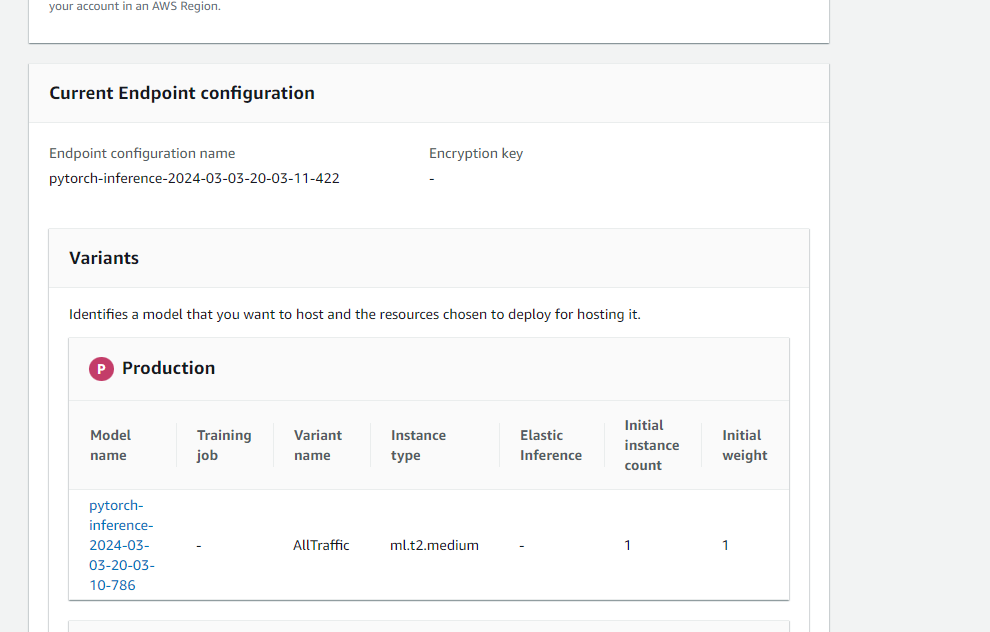 your account in an AWS Region.
Current Endpoint configuration
Endpoint configuration name
pytorch-inference-2024-03-03-20-03-11-422
Encryption key
-
Variants
Identifies a model that you want to host and the resources chosen to deploy for hosting it.
P Production
Model
name
Training
job
Variant
name
Instance
type
Elastic
Inference
Initial
instance
count
Initial
weight
pytorch-
inference-
2024-03-
03-20-03-
10-786
-
AllTraffic
ml.t2.medium
-
1
1